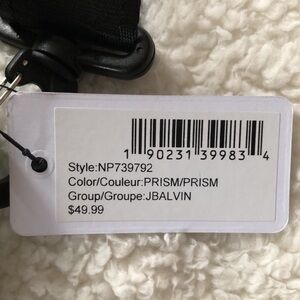 1 90231 39983 4
Style:NP739792
Color/Couleur:PRISM/PRISM
Group/Groupe:JBALVIN
$49.99